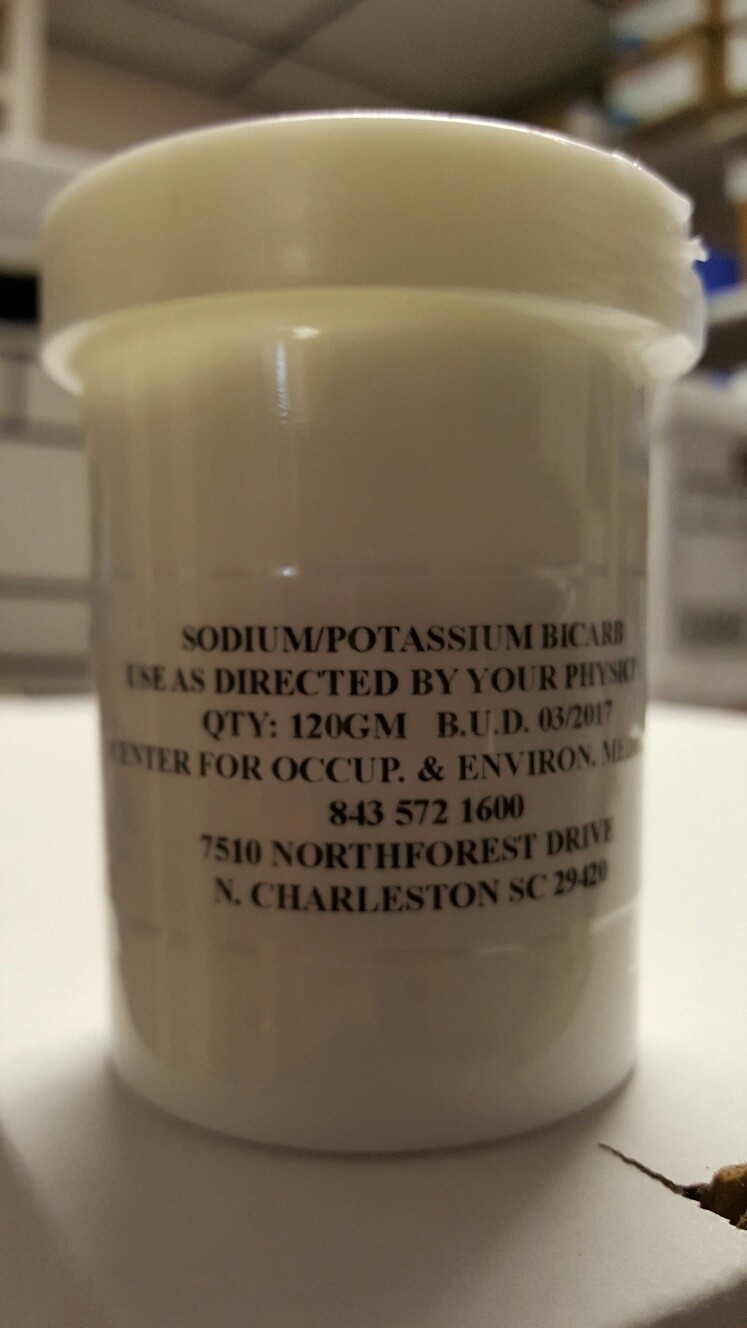 SODIUM/POTASSIUM BICARB
USE AS DIRECTED BY YOUR
QTY: 120GM B.U.D. 03/2017
CENTER FOR OCCUP. & ENVIRON.
843 572 1600
7510 NORTHFOREST DRIVE
N. CHARLESTON SC 29420